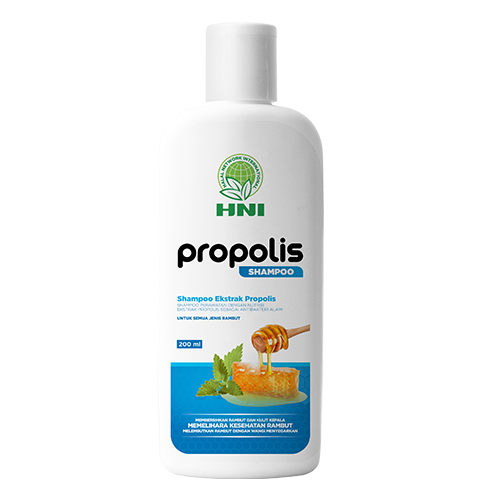 HALAL NETWORK INTERNATIONAL
HNI
propolis
SHAMPOO
Shampoo Ekstrak Propolis
SHAMPOO PERAWATAN DENGAN NUTRISI
EKSTRAK PROPOLIS SEBAGAI ANTIBAKTERI ALAMI
UNTUK SEMUA JENIS RAMBUT
200 ml
MEMBERSIHKAN RAMBUT DAN KULIT KEPALA
MEMELIHARA KESEHATAN RAMBUT
MELEMBUTKAN RAMBUT DENGAN WANGI MENYEGARKAN